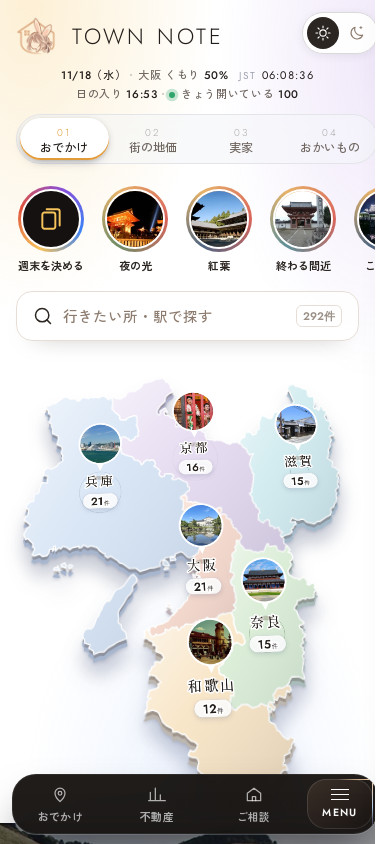 TOWN NOTE
11/18（水）· 大阪 くもり 50% JST 06:08:36
日の入り 16:53 · きょう開いている 100
01
おでかけ
02
街の地価
03
実家
04
おかいもの
週末を決める
夜の光
紅葉
終わる間近
行きたい所・駅で探す
292件
京都
16件
滋賀
15件
兵庫
21件
大阪
21件
奈良
15件
和歌山
12件
おでかけ
不動産
ご相談
MENU